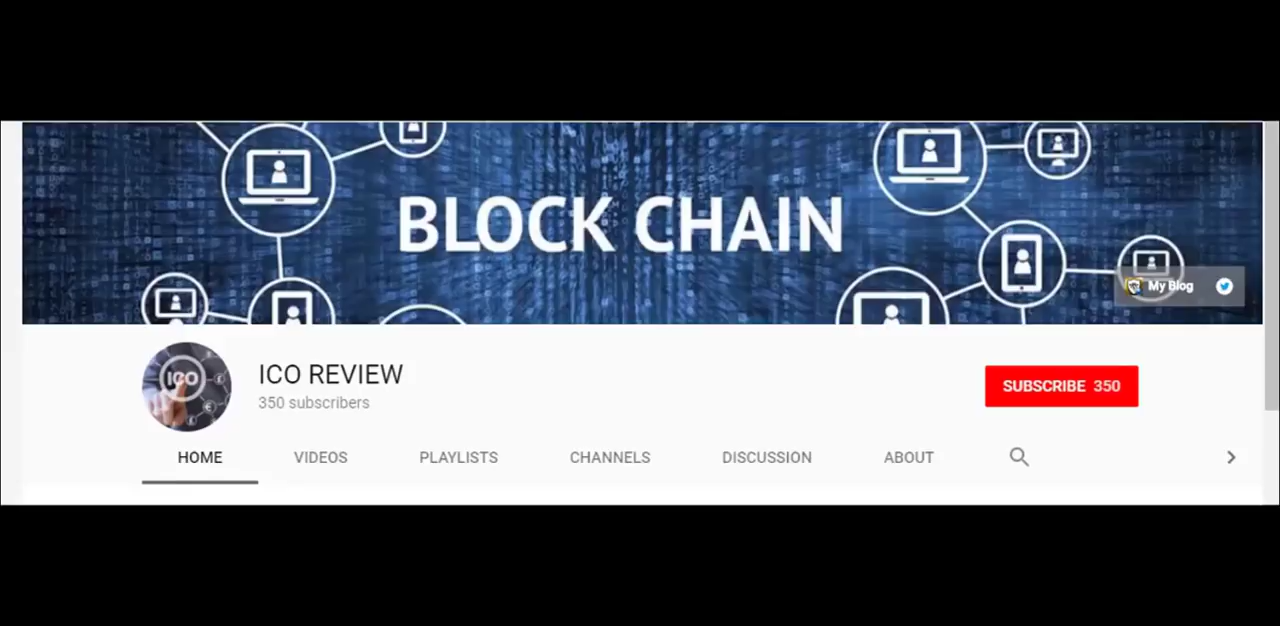 BLOCK CHAIN
My Blog
ICO
ICO REVIEW
350 subscribers
SUBSCRIBE 350
HOME VIDEOS PLAYLISTS CHANNELS DISCUSSION ABOUT